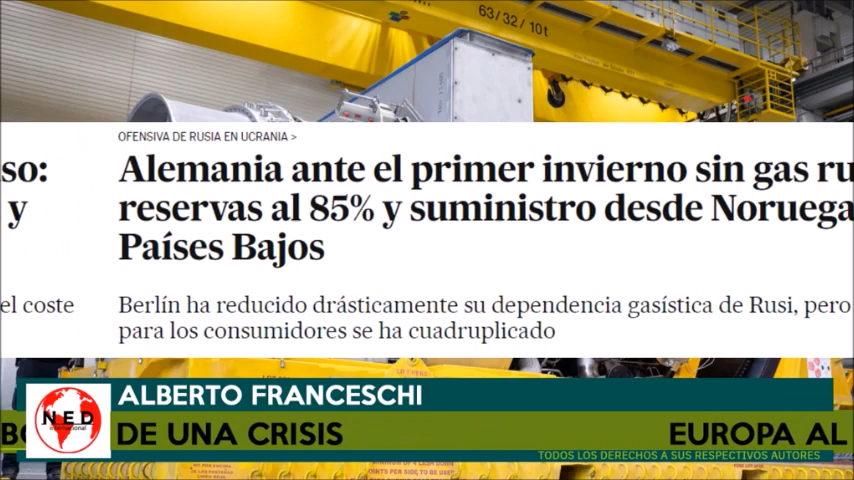 63/32/10t
OFENSIVA DE RUSIA EN UCRANIA >
so:
y
el coste
Alemania ante el primer invierno sin gas ru
reservas al 85% y suministro desde Noruega
Países Bajos
Berlín ha reducido drásticamente su dependencia gasística de Rusi, pero
para los consumidores se ha cuadruplicado
ALBERTO FRANCESCHI
N.E.D
internacional
BO
DE UNA CRISIS
EUROPA AL
TODOS LOS DERECHOS A SUS RESPECTIVOS AUTORES